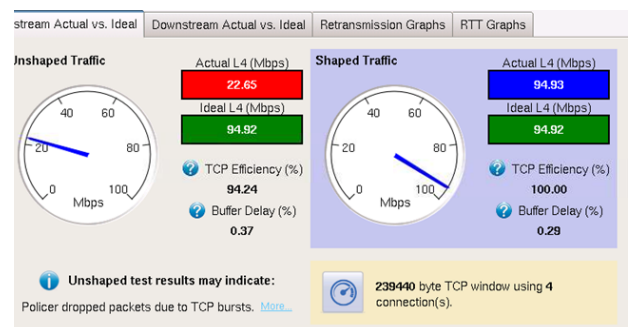 stream Actual vs. Ideal
Downstream Actual vs. Ideal
Retransmission Graphs
RTT Graphs
Unshaped Traffic
Actual L4 (Mbps)
22.65
Ideal L4 (Mbps)
94.92
0
20
40
60
80
100
Mbps
TCP Efficiency (%)
94.24
Buffer Delay (%)
0.37
Unshaped test results may indicate:
Policer dropped packets due to TCP bursts. More...
Shaped Traffic
Actual L4 (Mbps)
94.93
Ideal L4 (Mbps)
94.92
0
20
40
60
80
100
Mbps
TCP Efficiency (%)
100.00
Buffer Delay (%)
0.29
239440 byte TCP window using 4
connection(s).